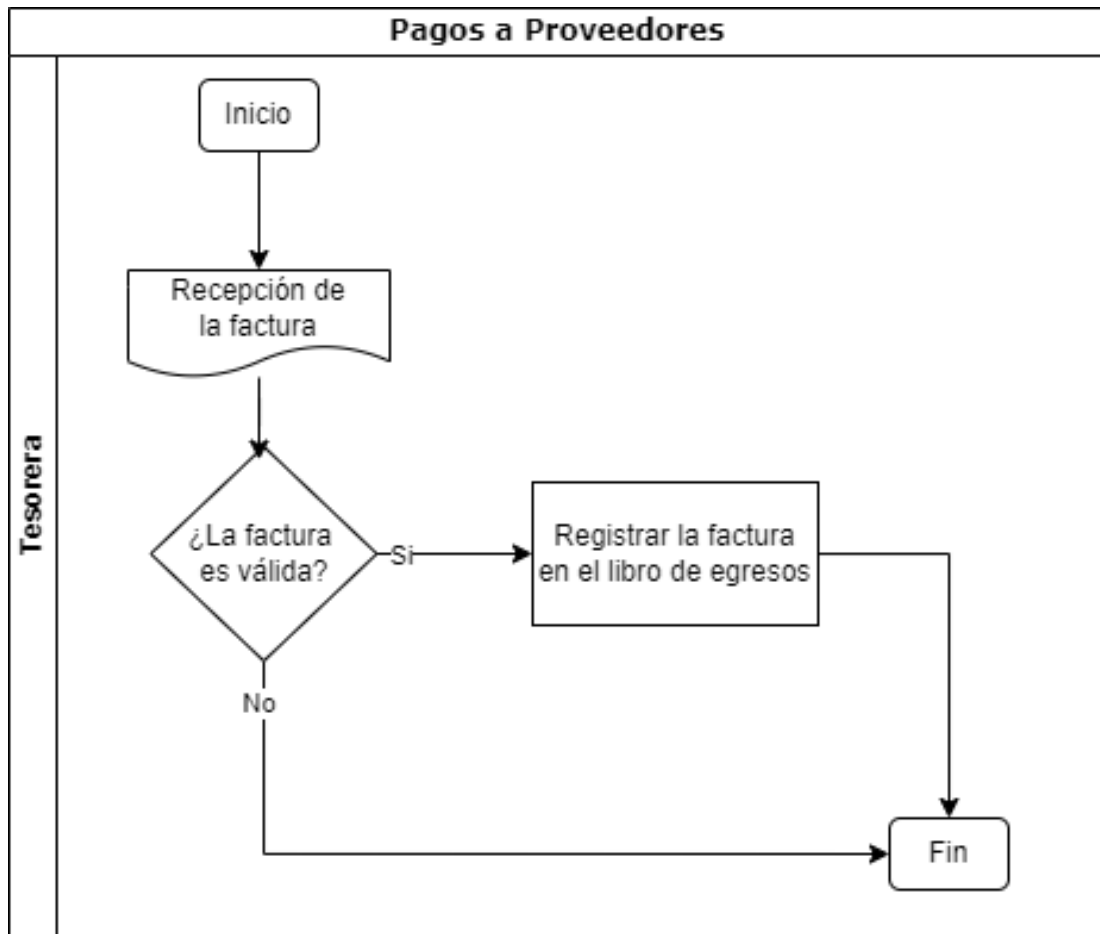 Pagos a Proveedores
Tesorera
Inicio
Recepción de
la factura
¿La factura
es válida?
Si
Registrar la factura
en el libro de egresos
No
Fin